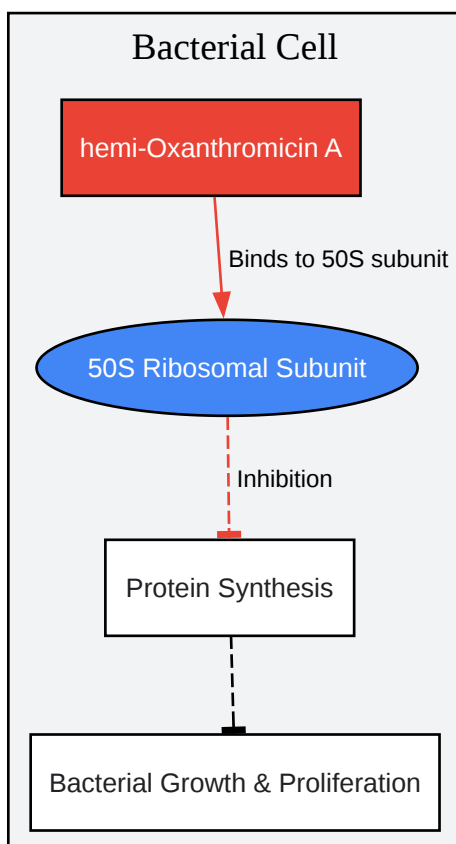 Bacterial Cell
hemi-Oxanthromicin A
Binds to 50S subunit
50S Ribosomal Subunit
Inhibition
Protein Synthesis
Bacterial Growth & Proliferation